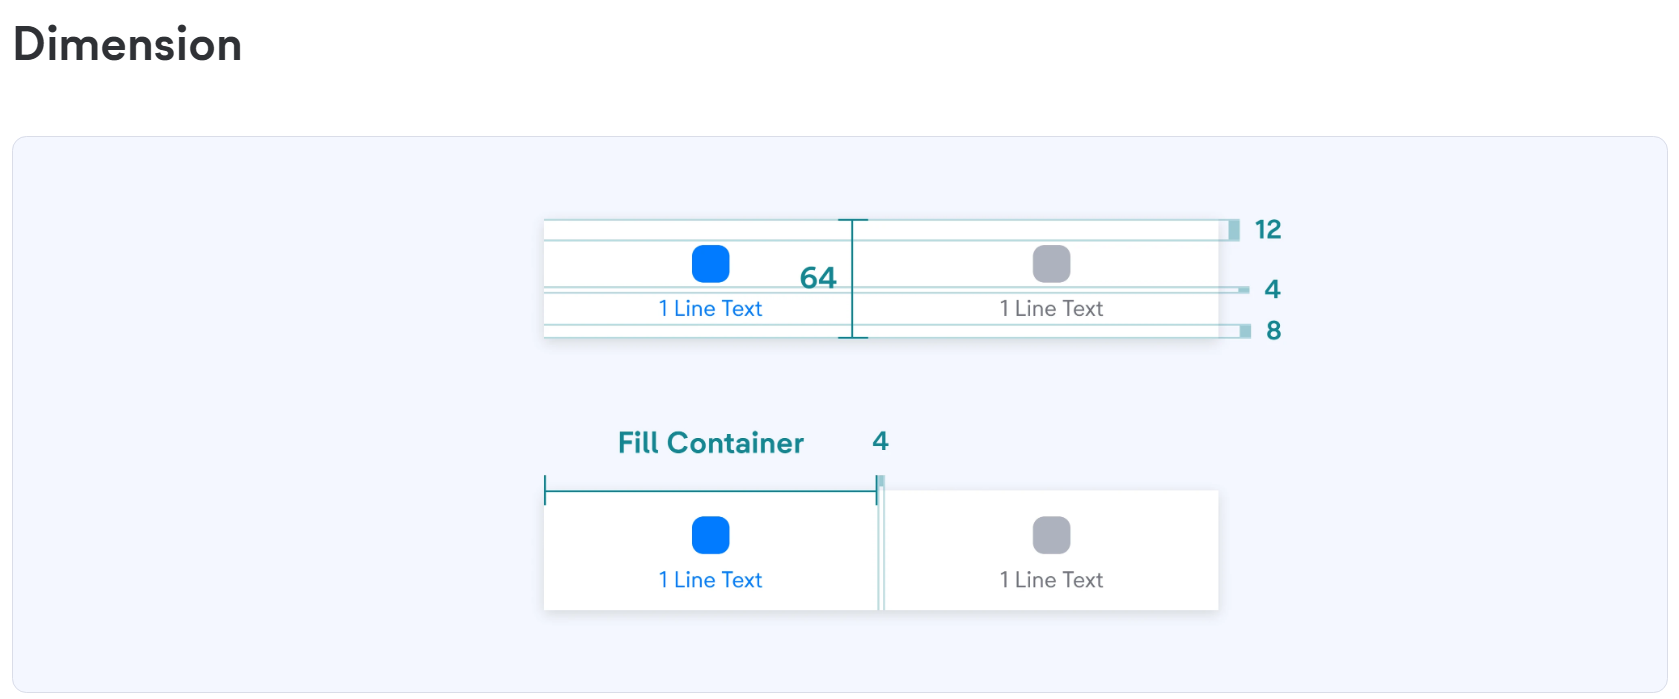 Dimension
12
64
4
1 Line Text 1 Line Text
8
Fill Container 4
1 Line Text 1 Line Text